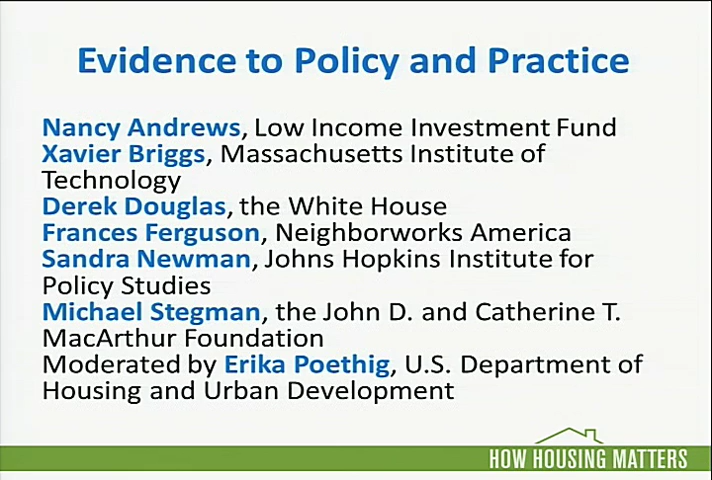 Evidence to Policy and Practice
Nancy Andrews, Low Income Investment Fund
Xavier Briggs, Massachusetts Institute of
Technology
Derek Douglas, the White House
Frances Ferguson, Neighborworks America
Sandra Newman, Johns Hopkins Institute for
Policy Studies
Michael Stegman, the John D. and Catherine T.
MacArthur Foundation
Moderated by Erika Poethig, U.S. Department of
Housing and Urban Development
HOW HOUSING MATTERS